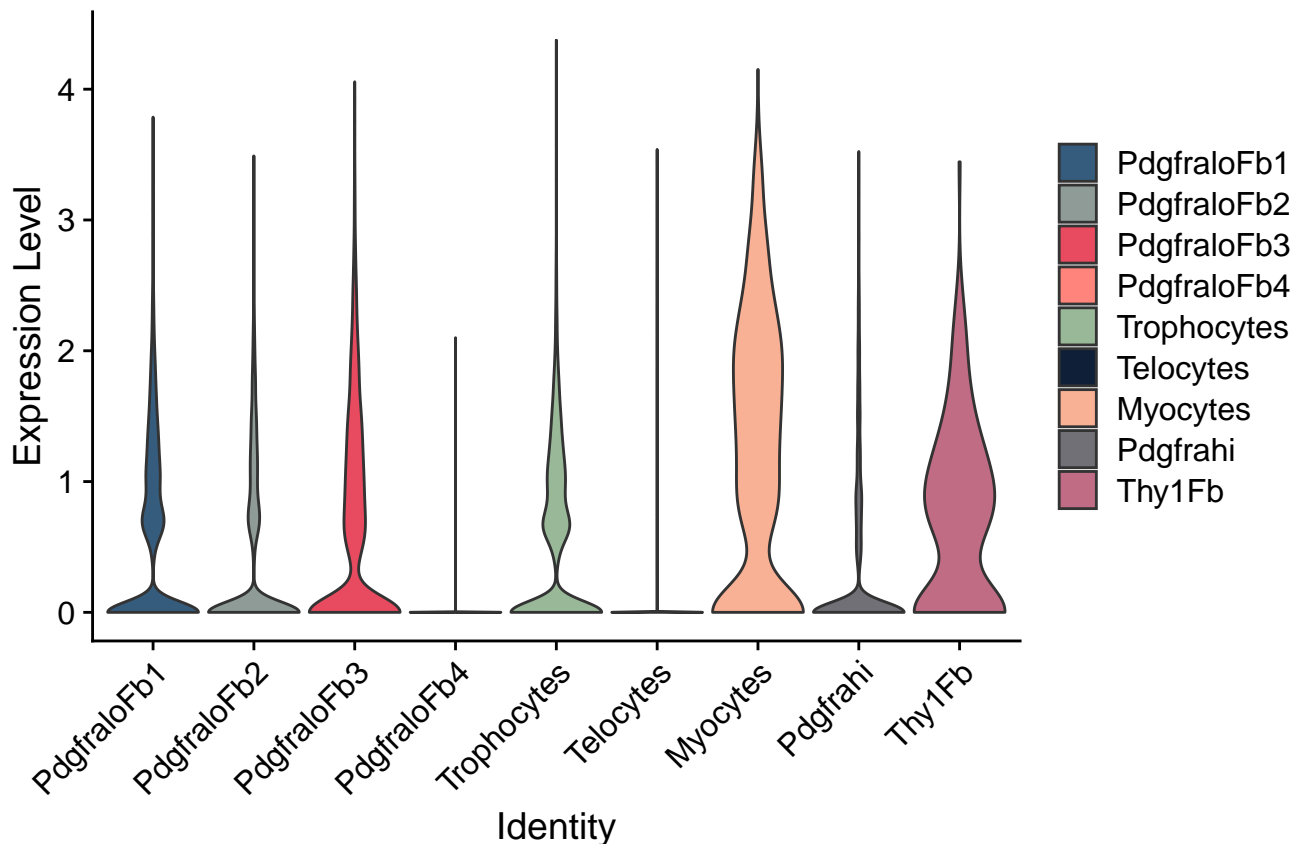 Expression Level
4
3
2
1
0
PdgfraloFb1
PdgfraloFb2
PdgfraloFb3
PdgfraloFb4
Trophocytes
Telocytes
Myocytes
Pdgfrahi
Thy1Fb
Identity
PdgfraloFb1
PdgfraloFb2
PdgfraloFb3
PdgfraloFb4
Trophocytes
Telocytes
Myocytes
Pdgfrahi
Thy1Fb